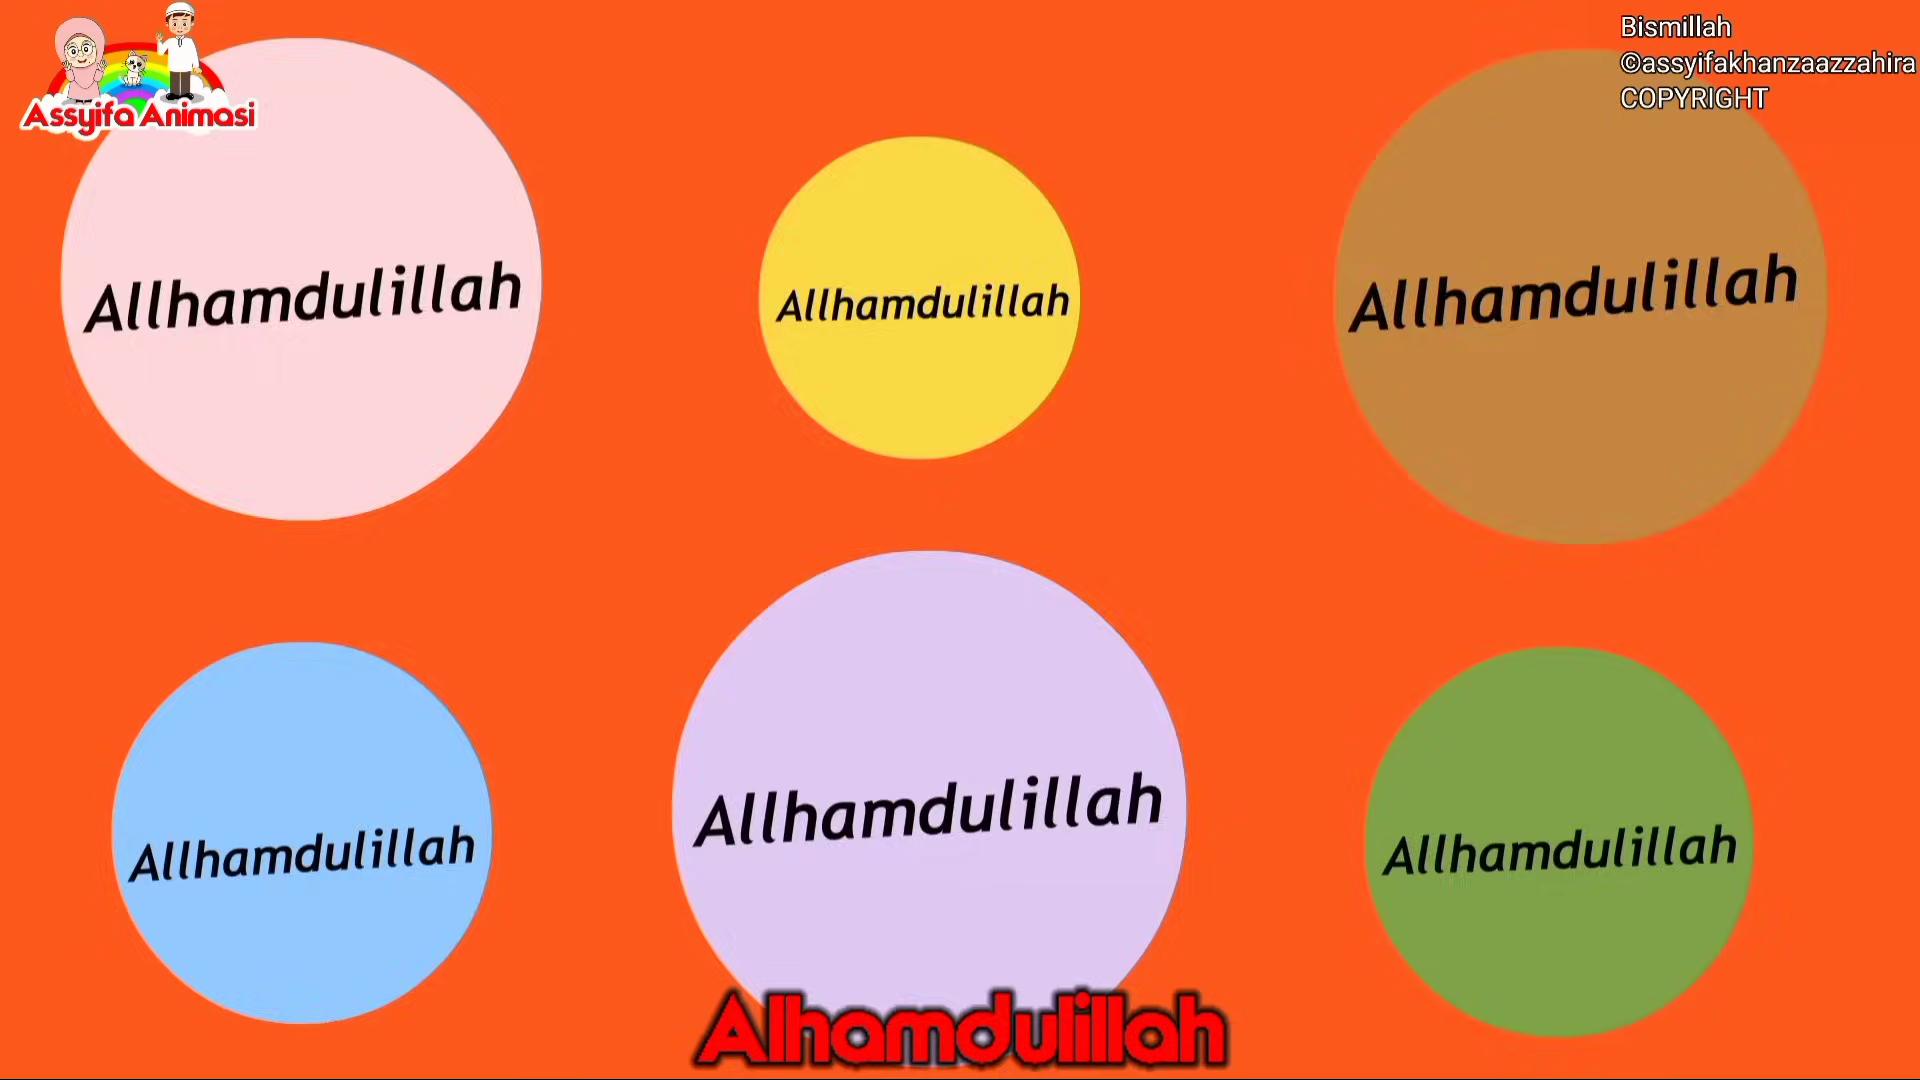 Assyifa Animasi
Bismillah
©assyifakhanzaazzahira
COPYRIGHT
Allhamdulillah
Allhamdulillah
Allhamdulillah
Allhamdulillah
Allhamdulillah
Allhamdulillah
Alhamdulillah